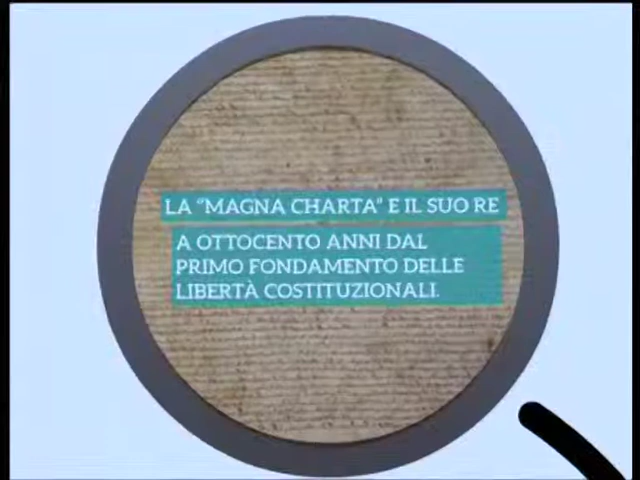 LA “MAGNA CHARTA” E IL SUO RE
A OTTOCENTO ANNI DAL
PRIMO FONDAMENTO DELLE
LIBERTÀ COSTITUZIONALI.